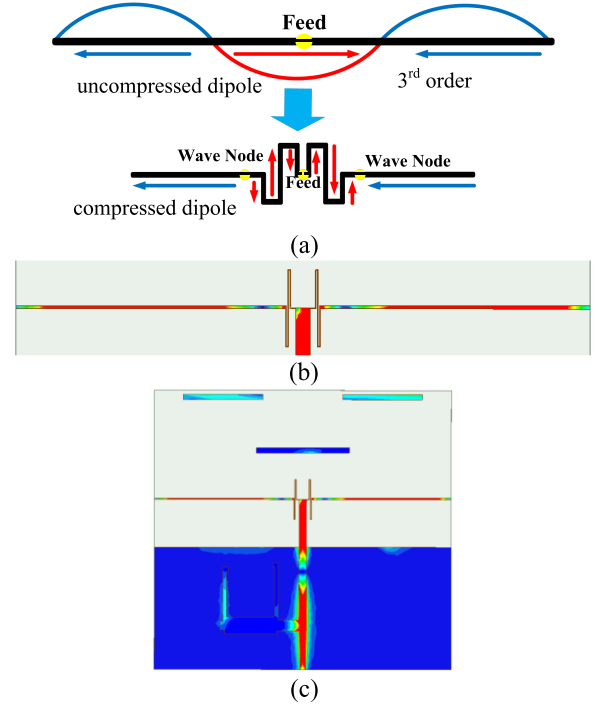 Feed
uncompressed dipole
3rd order
Wave Node
Wave Node
Feed
compressed dipole
(a)
(b)
(c)